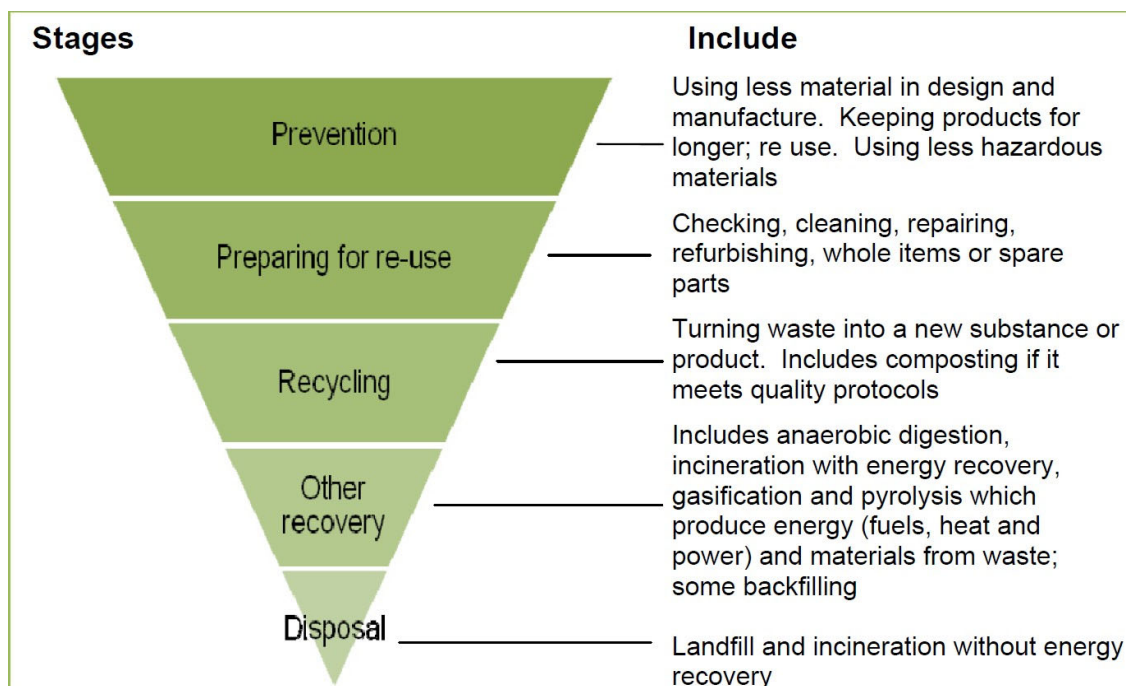 Stages
Include
Prevention
Using less material in design and
manufacture.  Keeping products for
longer; re use.  Using less hazardous
materials
Preparing for re-use
Checking, cleaning, repairing,
refurbishing, whole items or spare
parts
Recycling
Turning waste into a new substance or
product.  Includes composting if it
meets quality protocols
Other
recovery
Includes anaerobic digestion,
incineration with energy recovery,
gasification and pyrolysis which
produce energy (fuels, heat and
power) and materials from waste;
some backfilling
Disposal
Landfill and incineration without energy
recovery